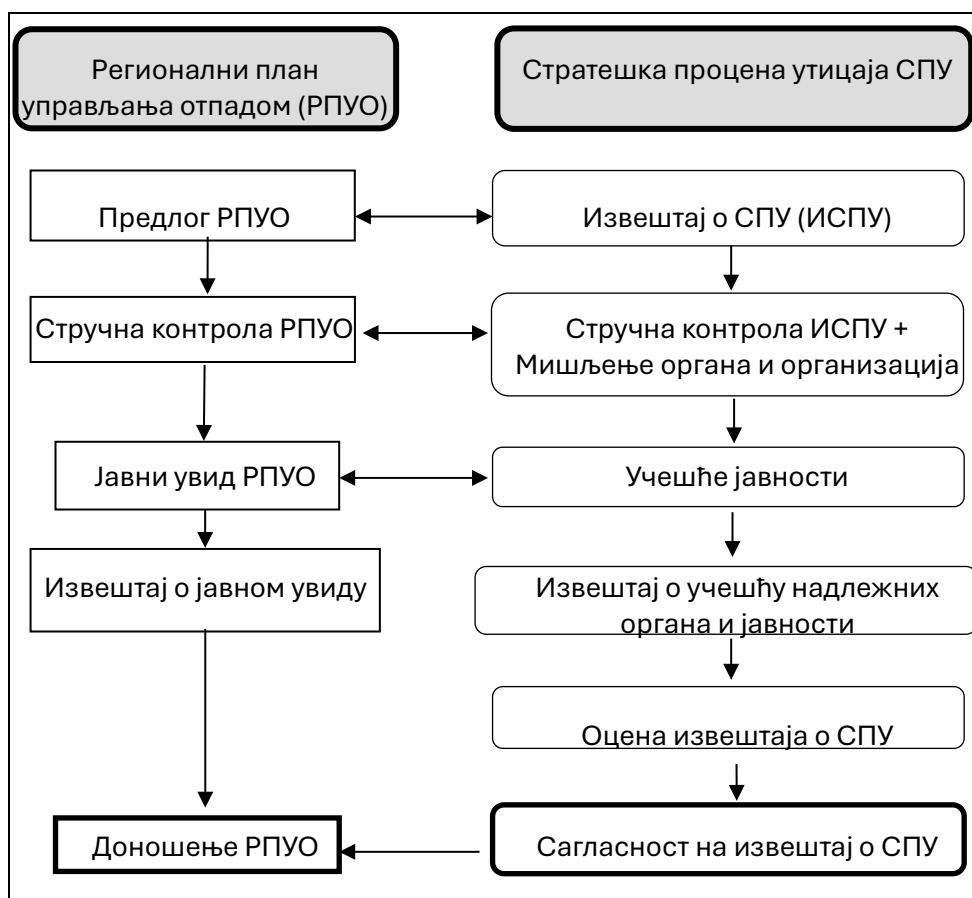 Регионални план
управљања отпадом (РПУО)
Стратешка процена утицаја СПУ
Предлог РПУО
Извештај о СПУ (ИСПУ)
Стручна контрола РПУО
Стручна контрола ИСПУ +
Мишљење органа и организација
Јавни увид РПУО
Учешће јавности
Извештај о јавном увиду
Извештај о учешћу надлежних
органа и јавности
Оцена извештаја о СПУ
Доношење РПУО
Сагласност на извештај о СПУ